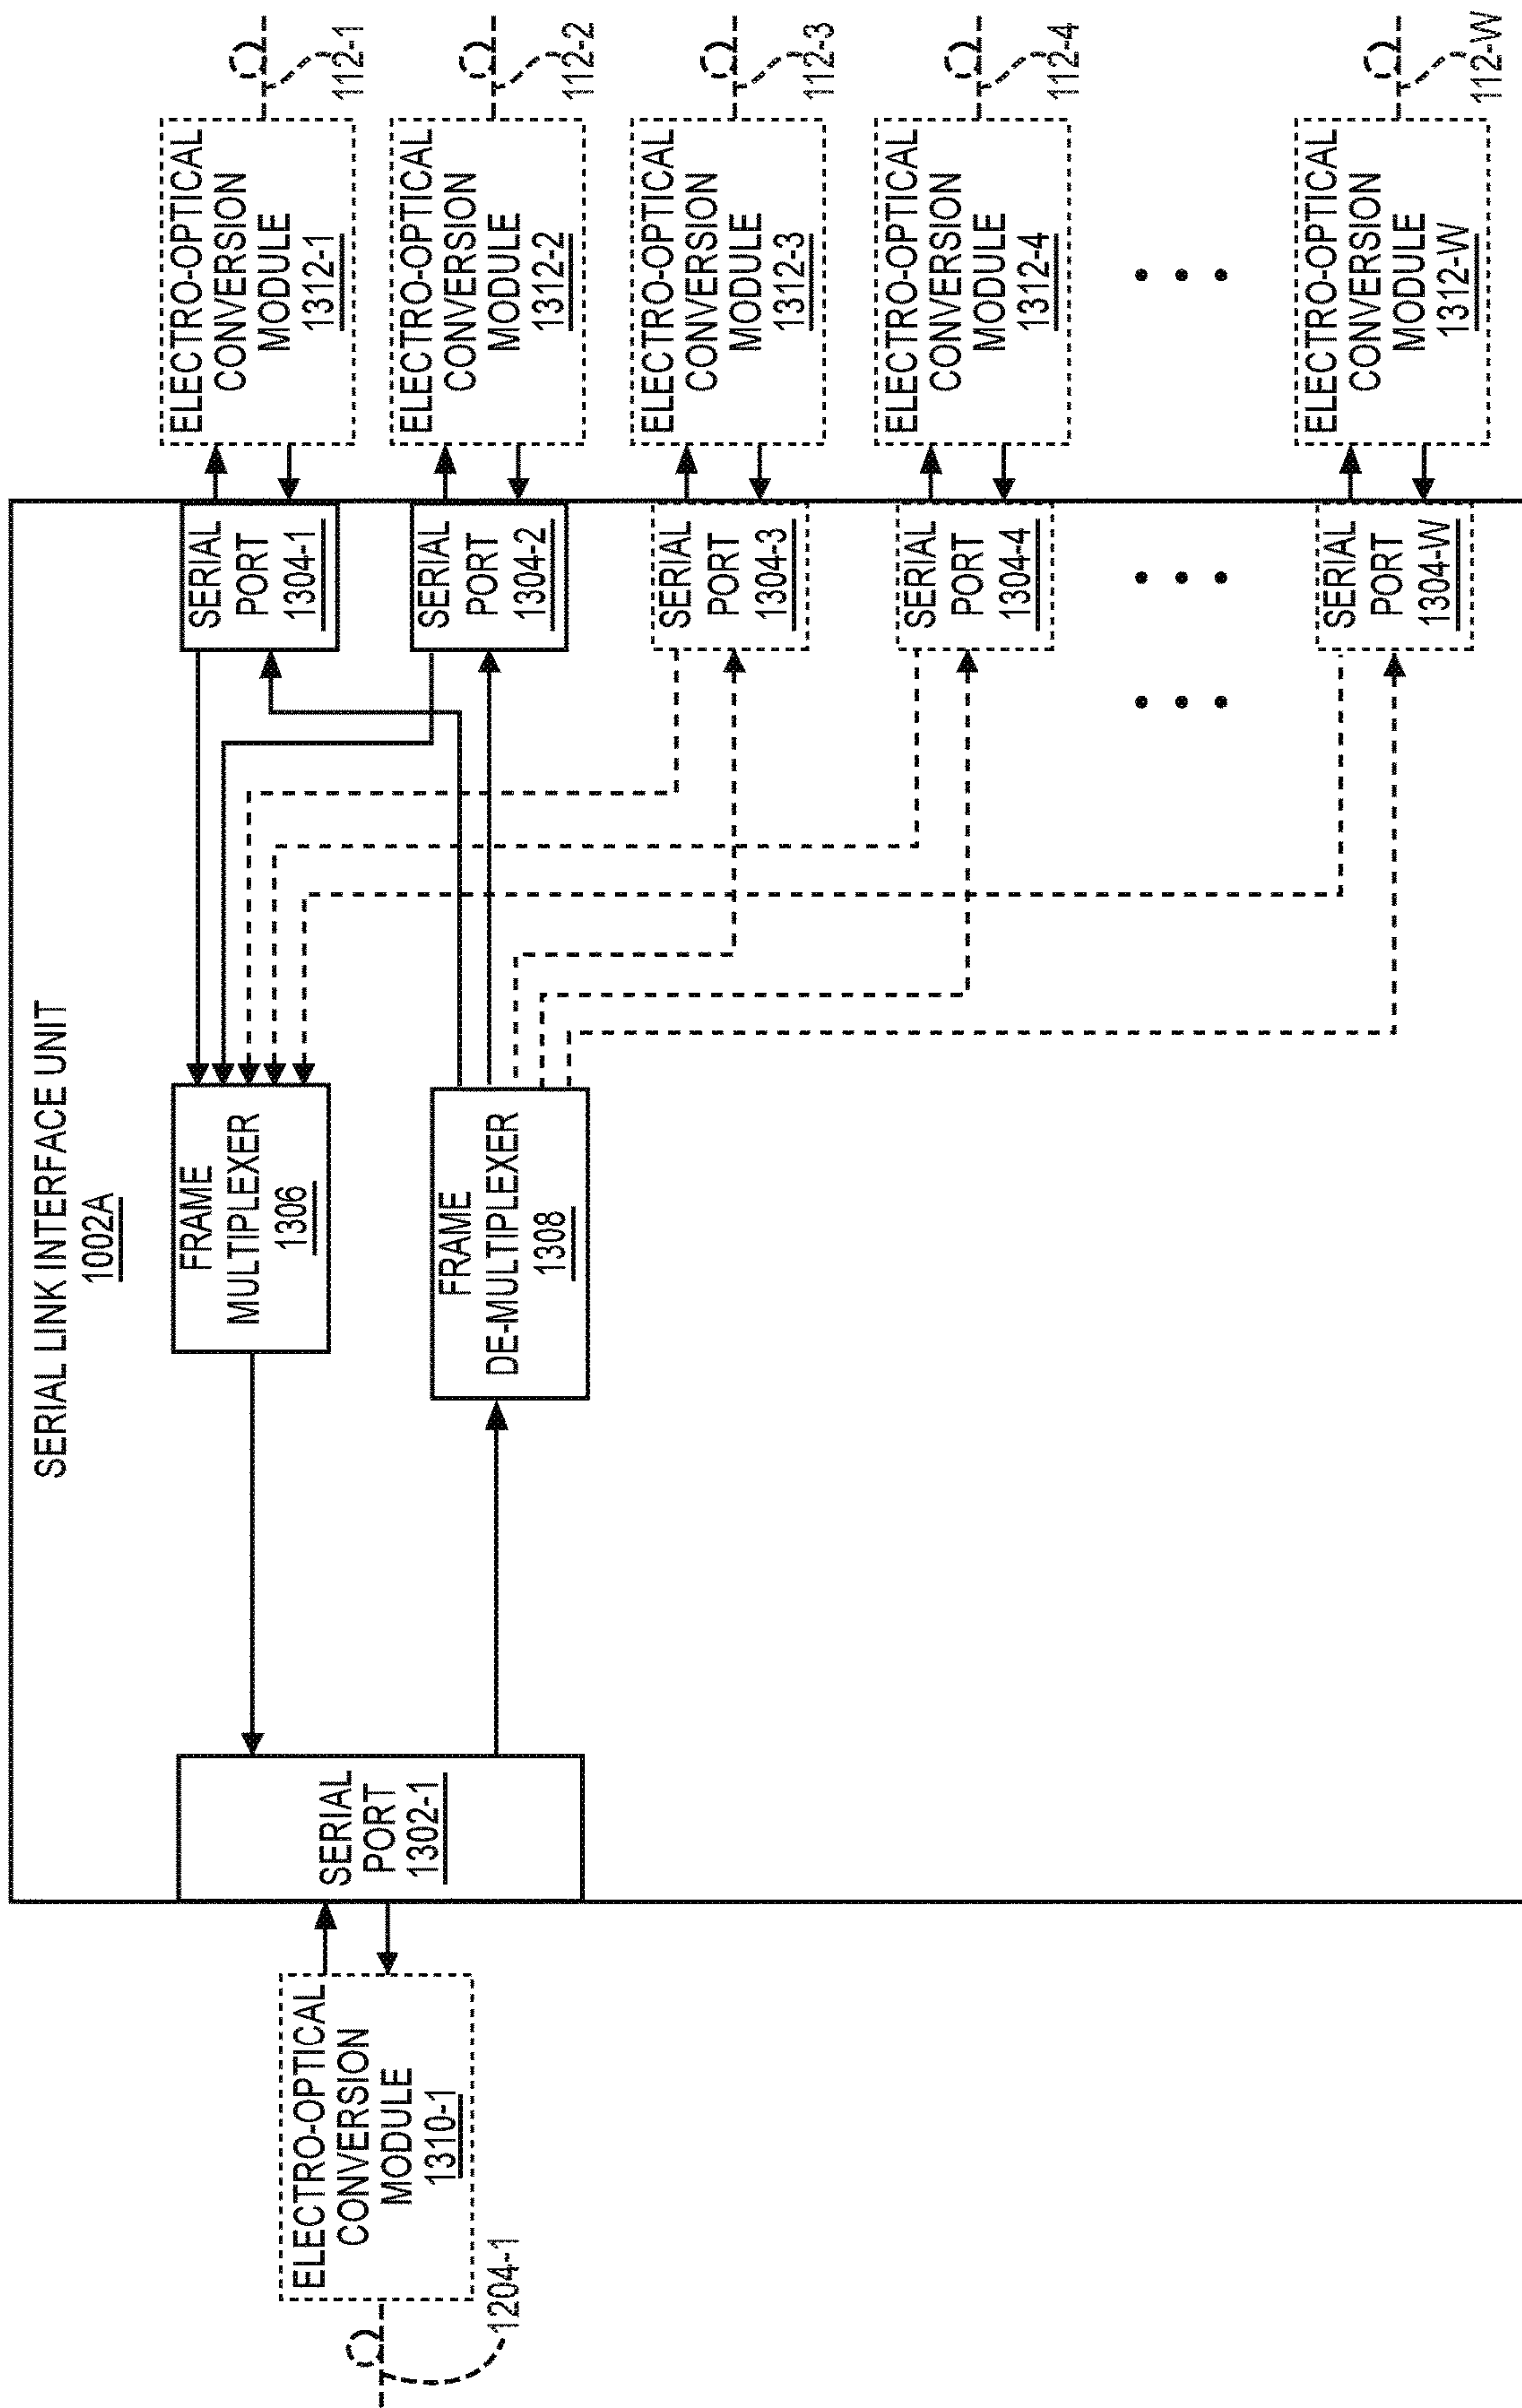 SERIAL LINK INTERFACE UNIT
1002A
ELECTRO-OPTICAL
CONVERSION
MODULE
1310-1
1204-1
SERIAL
PORT
1302-1
FRAME
MULTIPLEXER
1306
FRAME
DE-MULTIPLEXER
1308
SERIAL
PORT
1304-1
SERIAL
PORT
1304-2
SERIAL
PORT
1304-3
SERIAL
PORT
1304-4
SERIAL
PORT
1304-W
ELECTRO-OPTICAL
CONVERSION
MODULE
1312-1
ELECTRO-OPTICAL
CONVERSION
MODULE
1312-2
ELECTRO-OPTICAL
CONVERSION
MODULE
1312-3
ELECTRO-OPTICAL
CONVERSION
MODULE
1312-4
ELECTRO-OPTICAL
CONVERSION
MODULE
1312-W
112-1
112-2
112-3
112-4
112-W